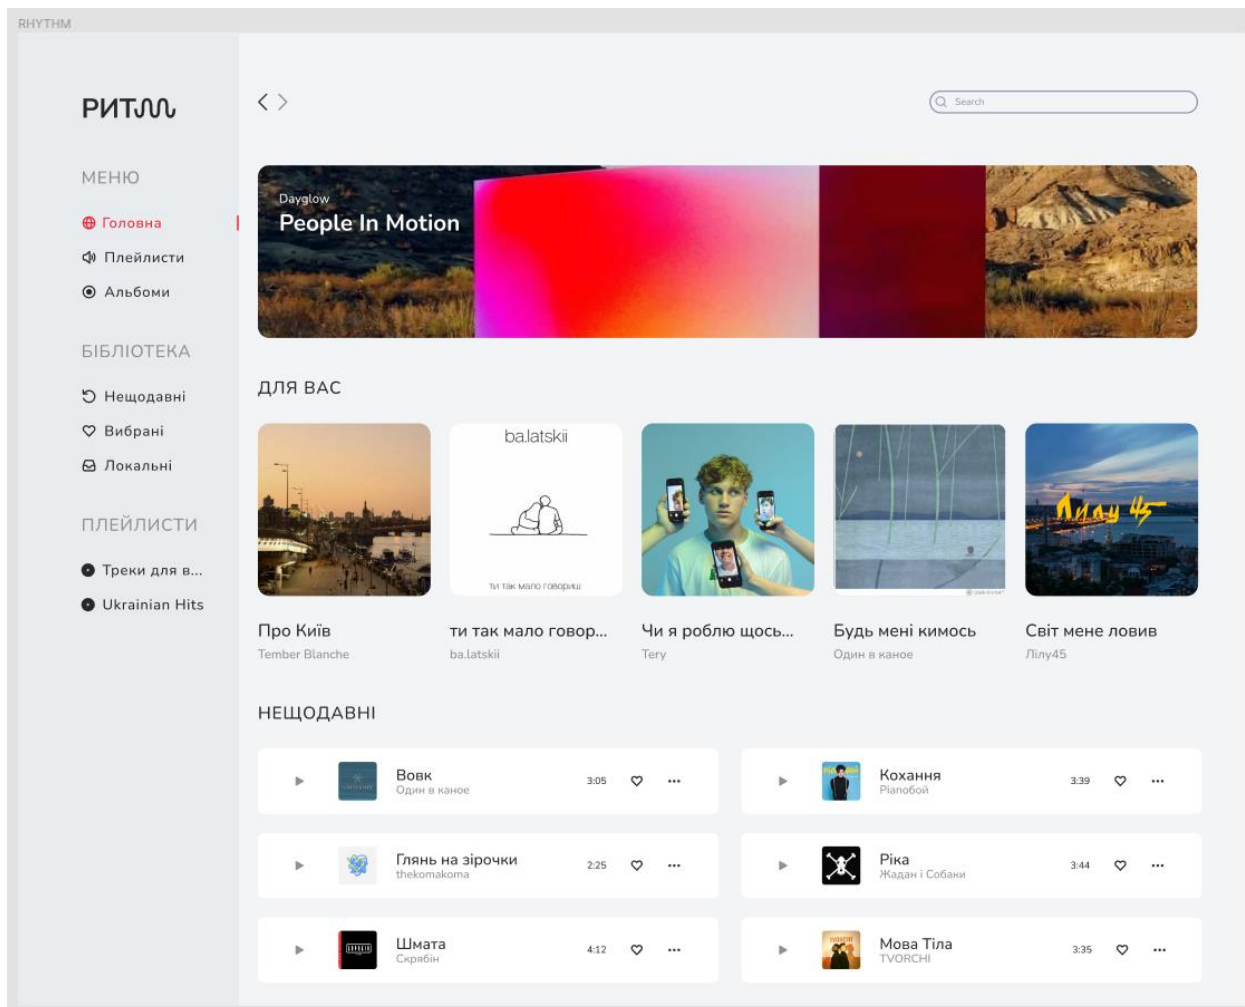 RHYTHM
РИТМ
Search
МЕНЮ
Головна
Плейлисти
Альбоми
БІБЛІОТЕКА
Нещодавні
Вибрані
Локальні
ПЛЕЙЛИСТИ
Треки для в...
Ukrainian Hits
Dayglow
People In Motion
ДЛЯ ВАС
ba.latskii
ти так мало говориш
Лилу 45
Про Київ
Tember Blanche
ти так мало говор...
ba.latskii
Чи я роблю щось...
Tery
Будь мені кимось
Один в каное
Світ мене ловив
Лілу45
НЕЩОДАВНІ
Вовк
Один в каное
3:05
Кохання
Pianoбой
3:39
Глянь на зірочки
thekomakoma
2:25
Ріка
Жадан і Собаки
3:44
Шмата
Скрябін
4:12
TVORCHI
Мова Тіла
TVORCHI
3:35